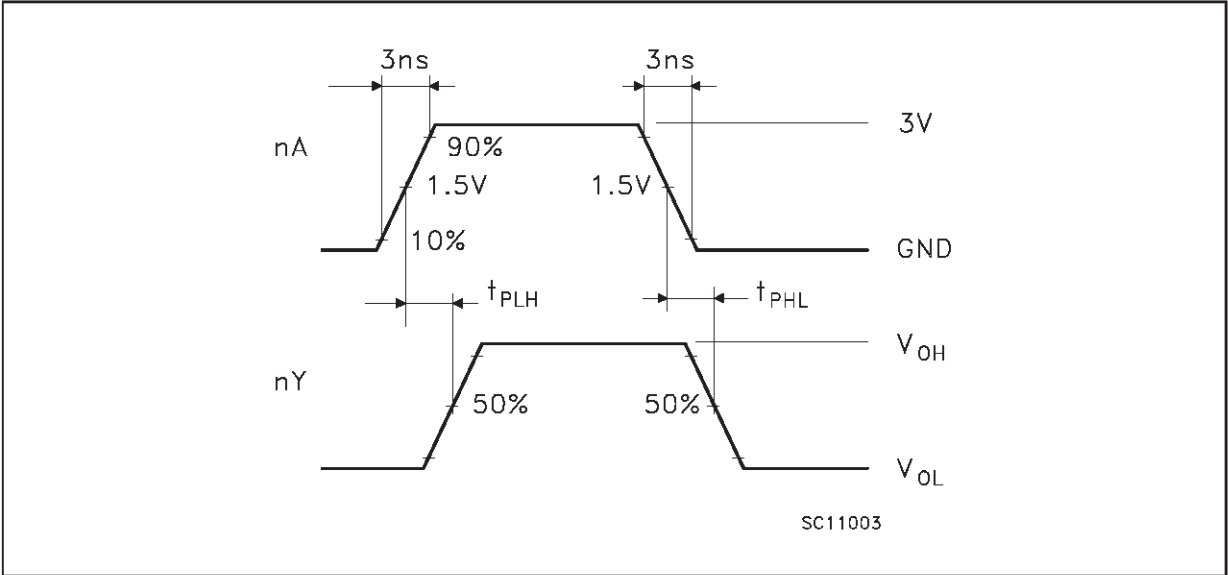 3ns 3ns
nA 3V
90%
1.5V 1.5V
10%
GND
tPLH tPHL
VOH
nY
50% 50%
VOL
SC11003